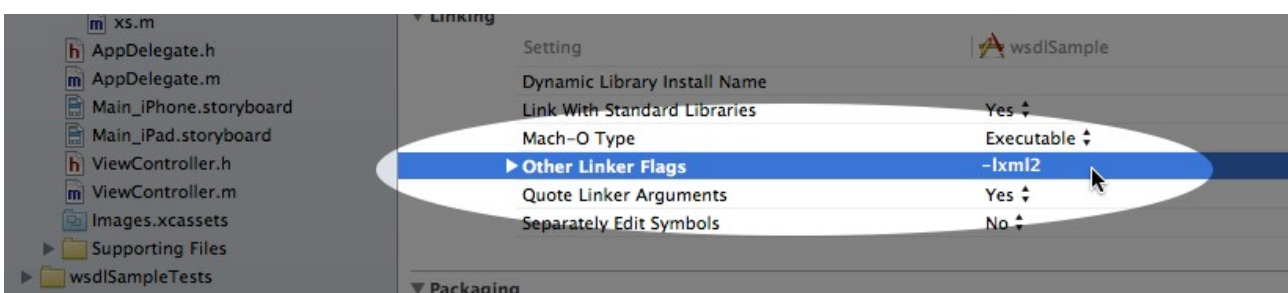 xs.m
AppDelegate.h
AppDelegate.m
Main_iPhone.storyboard
Main_iPad.storyboard
ViewController.h
ViewController.m
Images.xcassets
Supporting Files
wsdlSampleTests
Linking
Setting wsdlSample
Dynamic Library Install Name
Link With Standard Libraries Yes
Mach-O Type Executable
Other Linker Flags -lxml2
Quote Linker Arguments Yes
Separately Edit Symbols No
Packaging